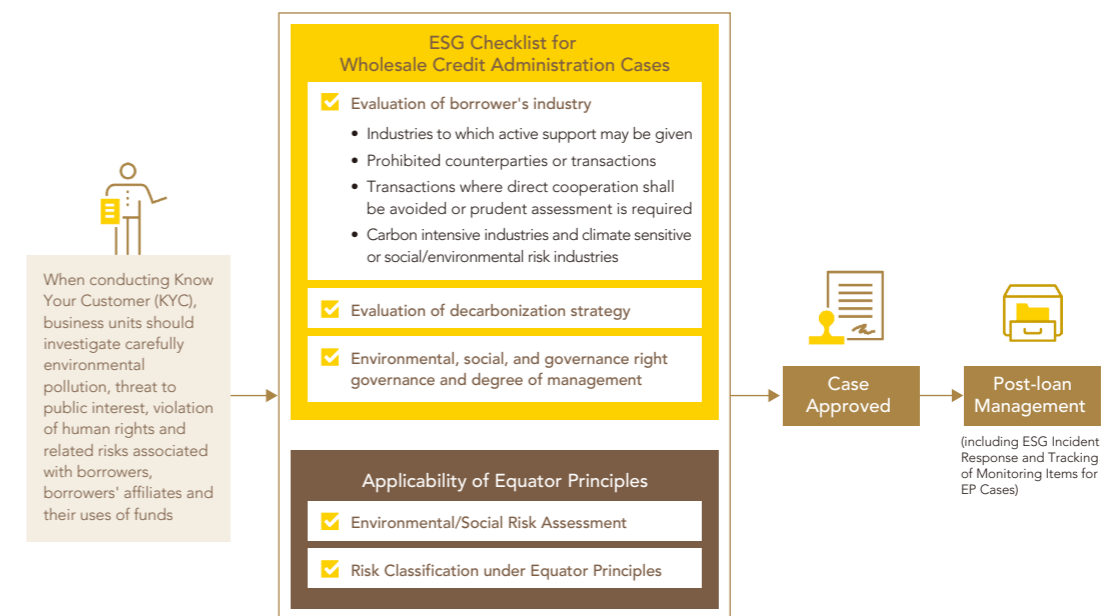 When conducting Know
Your Customer (KYC),
business units should
investigate carefully
environmental
pollution, threat to
public interest, violation
of human rights and
related risks associated
with borrowers,
borrowers' affiliates and
their uses of funds
ESG Checklist for
Wholesale Credit Administration Cases
Evaluation of borrower's industry
• Industries to which active support may be given
• Prohibited counterparties or transactions
• Transactions where direct cooperation shall
be avoided or prudent assessment is required
• Carbon intensive industries and climate sensitive
or social/environmental risk industries
Evaluation of decarbonization strategy
Environmental, social, and governance right
governance and degree of management
Applicability of Equator Principles
Environmental/Social Risk Assessment
Risk Classification under Equator Principles
Case
Approved
Post-loan
Management
(including ESG Incident
Response and Tracking
of Monitoring Items for
EP Cases)